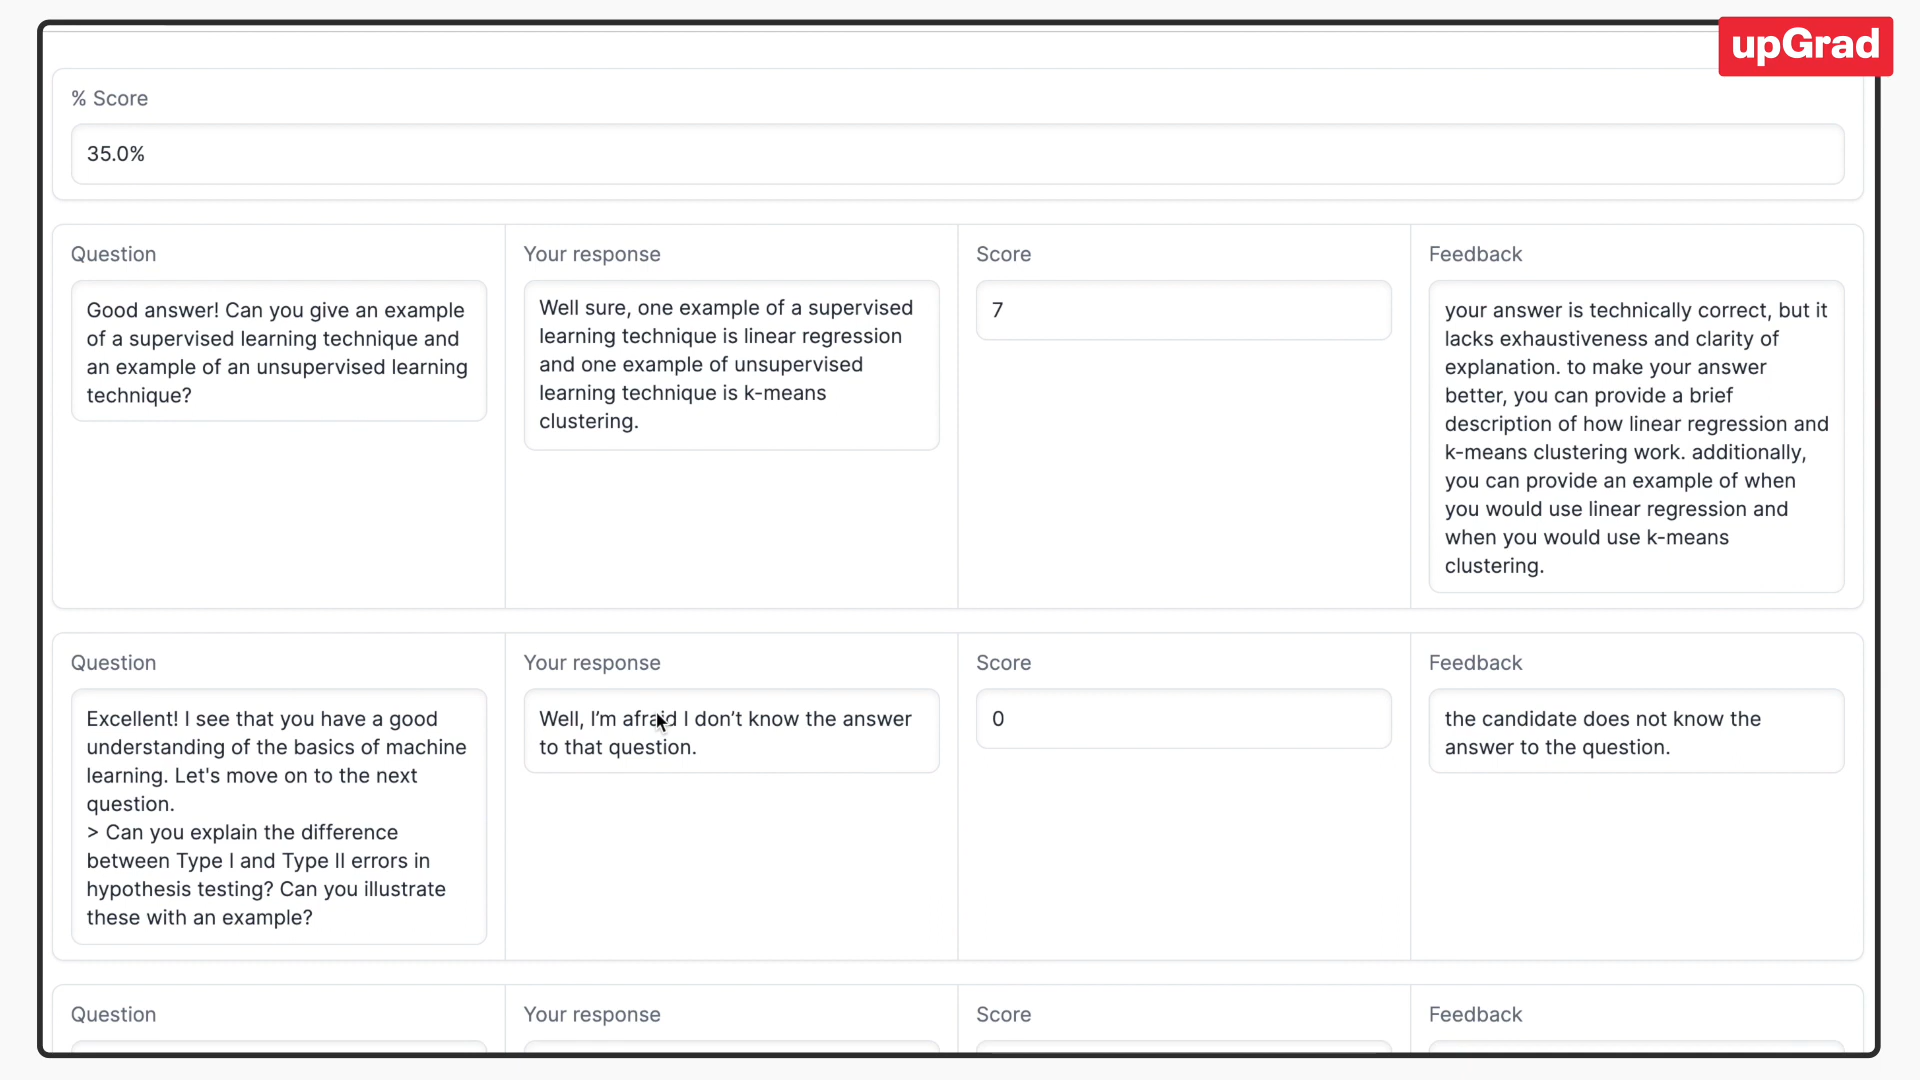 upGrad
% Score
35.0%
Question
Good answer! Can you give an example
of a supervised learning technique and
an example of an unsupervised learning
technique?
Your response
Well sure, one example of a supervised
learning technique is linear regression
and one example of unsupervised
learning technique is k-means
clustering.
Score
7
Feedback
your answer is technically correct, but it
lacks exhaustiveness and clarity of
explanation. to make your answer
better, you can provide a brief
description of how linear regression and
k-means clustering work. additionally,
you can provide an example of when
you would use linear regression and
when you would use k-means
clustering.
Question
Excellent! I see that you have a good
understanding of the basics of machine
learning. Let's move on to the next
question.
> Can you explain the difference
between Type I and Type II errors in
hypothesis testing? Can you illustrate
these with an example?
Your response
Well, I’m afraid I don’t know the answer
to that question.
Score
0
Feedback
the candidate does not know the
answer to the question.
Question
Your response
Score
Feedback